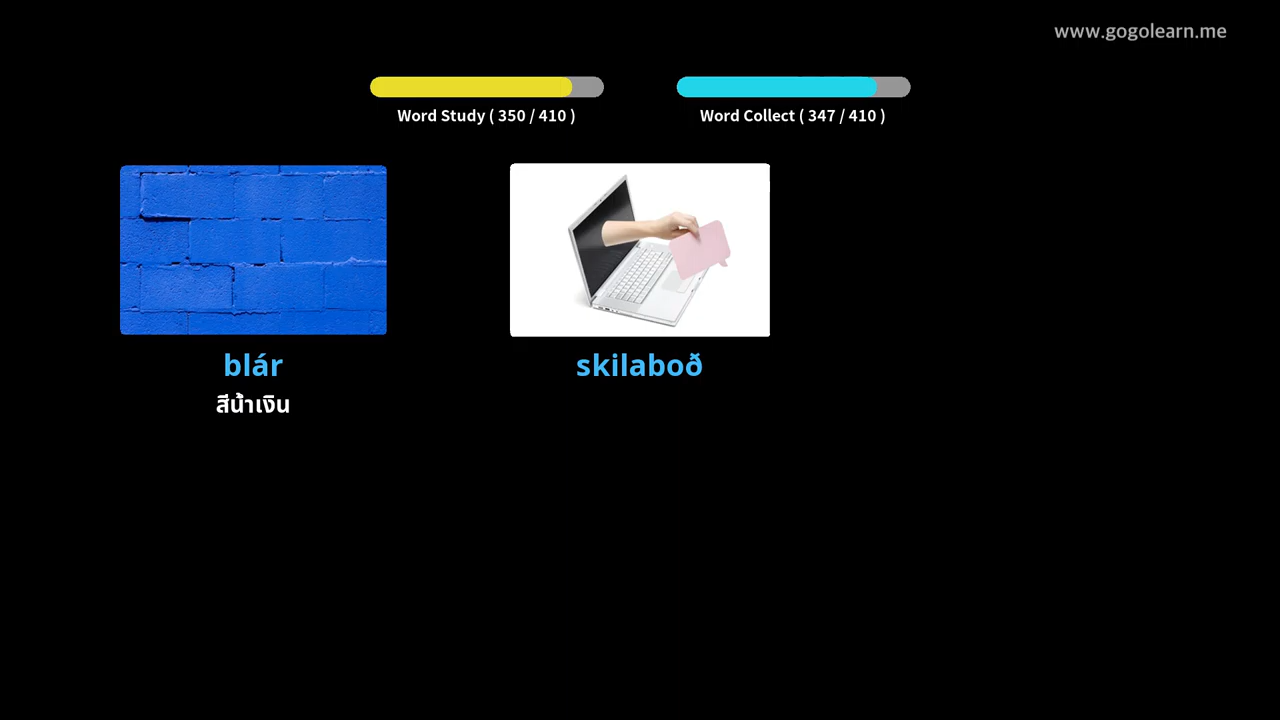 www.gogolearn.me
Word Study ( 350 / 410 )
Word Collect ( 347 / 410 )
blár
skilaboð
สีน้ำเงิน